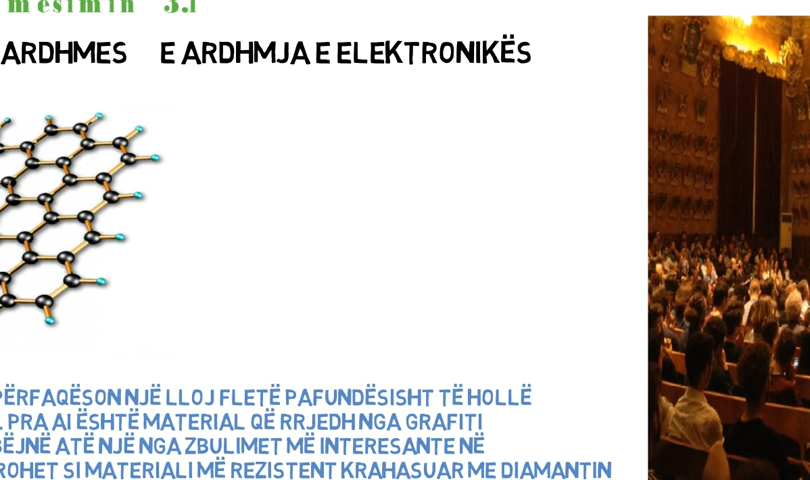 mësimin 3.1
ARDHMES E ARDHMJA E ELEKTRONIKËS
PËRFAQËSON NJË LLOJ FLETË PAFUNDËSISHT TË HOLLË
PRA AI ËSHTË MATERIAL QË RRJEDH NGA GRAFITI
BËJNË ATË NJË NGA ZBULIMET MË INTERESANTE NË
ROHET SI MATERIALI MË REZISTENT KRAHASUAR ME DIAMANTIN